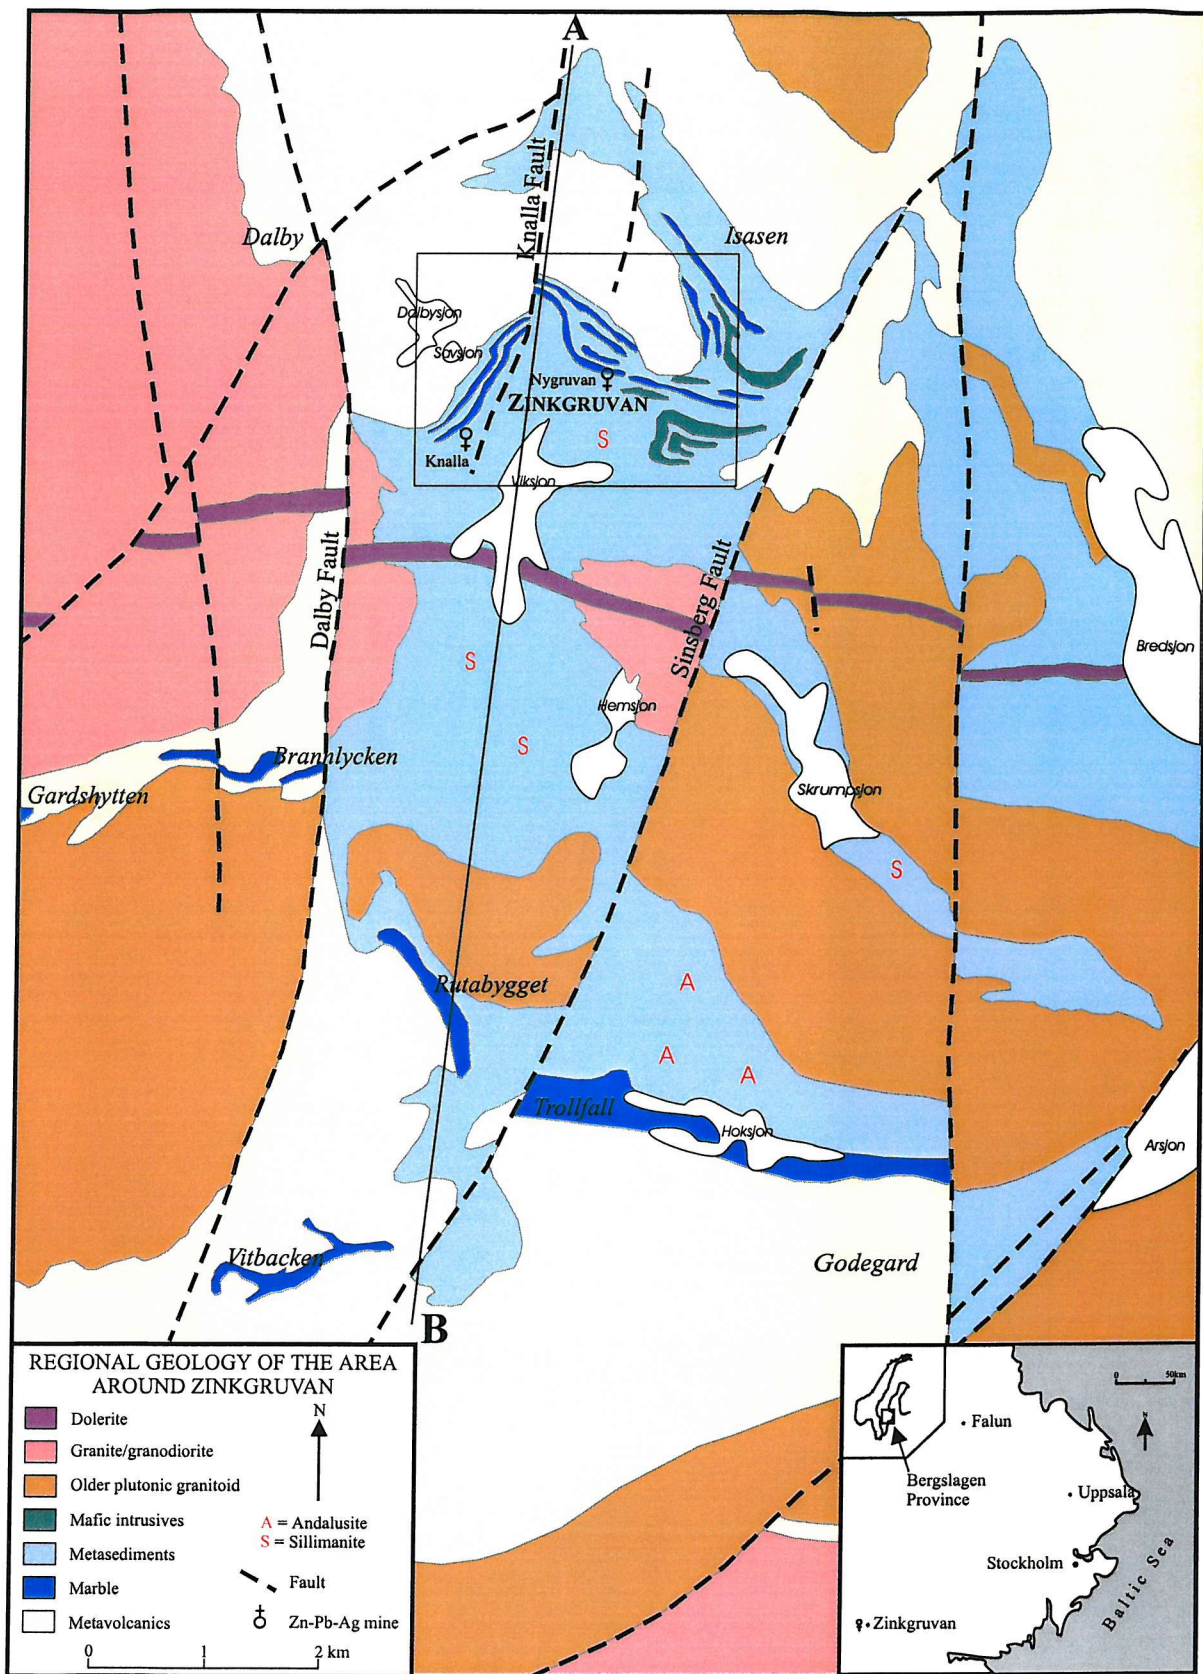 A
Knalla Fault
Dalby
Isasen
Dalbysjon
Savsjon
Nygruvan
ZINKGRUVAN
S
Knalla
Viksjon
Dalby Fault
Sinsberg Fault
Bredsjon
S
Hemsjon
S
Brannlycken
Gardshytten
Skrumpsjon
S
Rutabygget
A
A
A
Trollfall
Hoksjon
Arsjon
Vitbacken
Godegard
B
REGIONAL GEOLOGY OF THE AREA
AROUND ZINKGRUVAN
N
Dolerite
Granite/granodiorite
Older plutonic granitoid
Mafic intrusives
A = Andalusite
S = Sillimanite
Metasediments
Fault
Marble
Metavolcanics
Zn-Pb-Ag mine
0 1 2 km
0 50km
N
Falun
Bergslagen
Province
Uppsala
Stockholm
Baltic Sea
Zinkgruvan